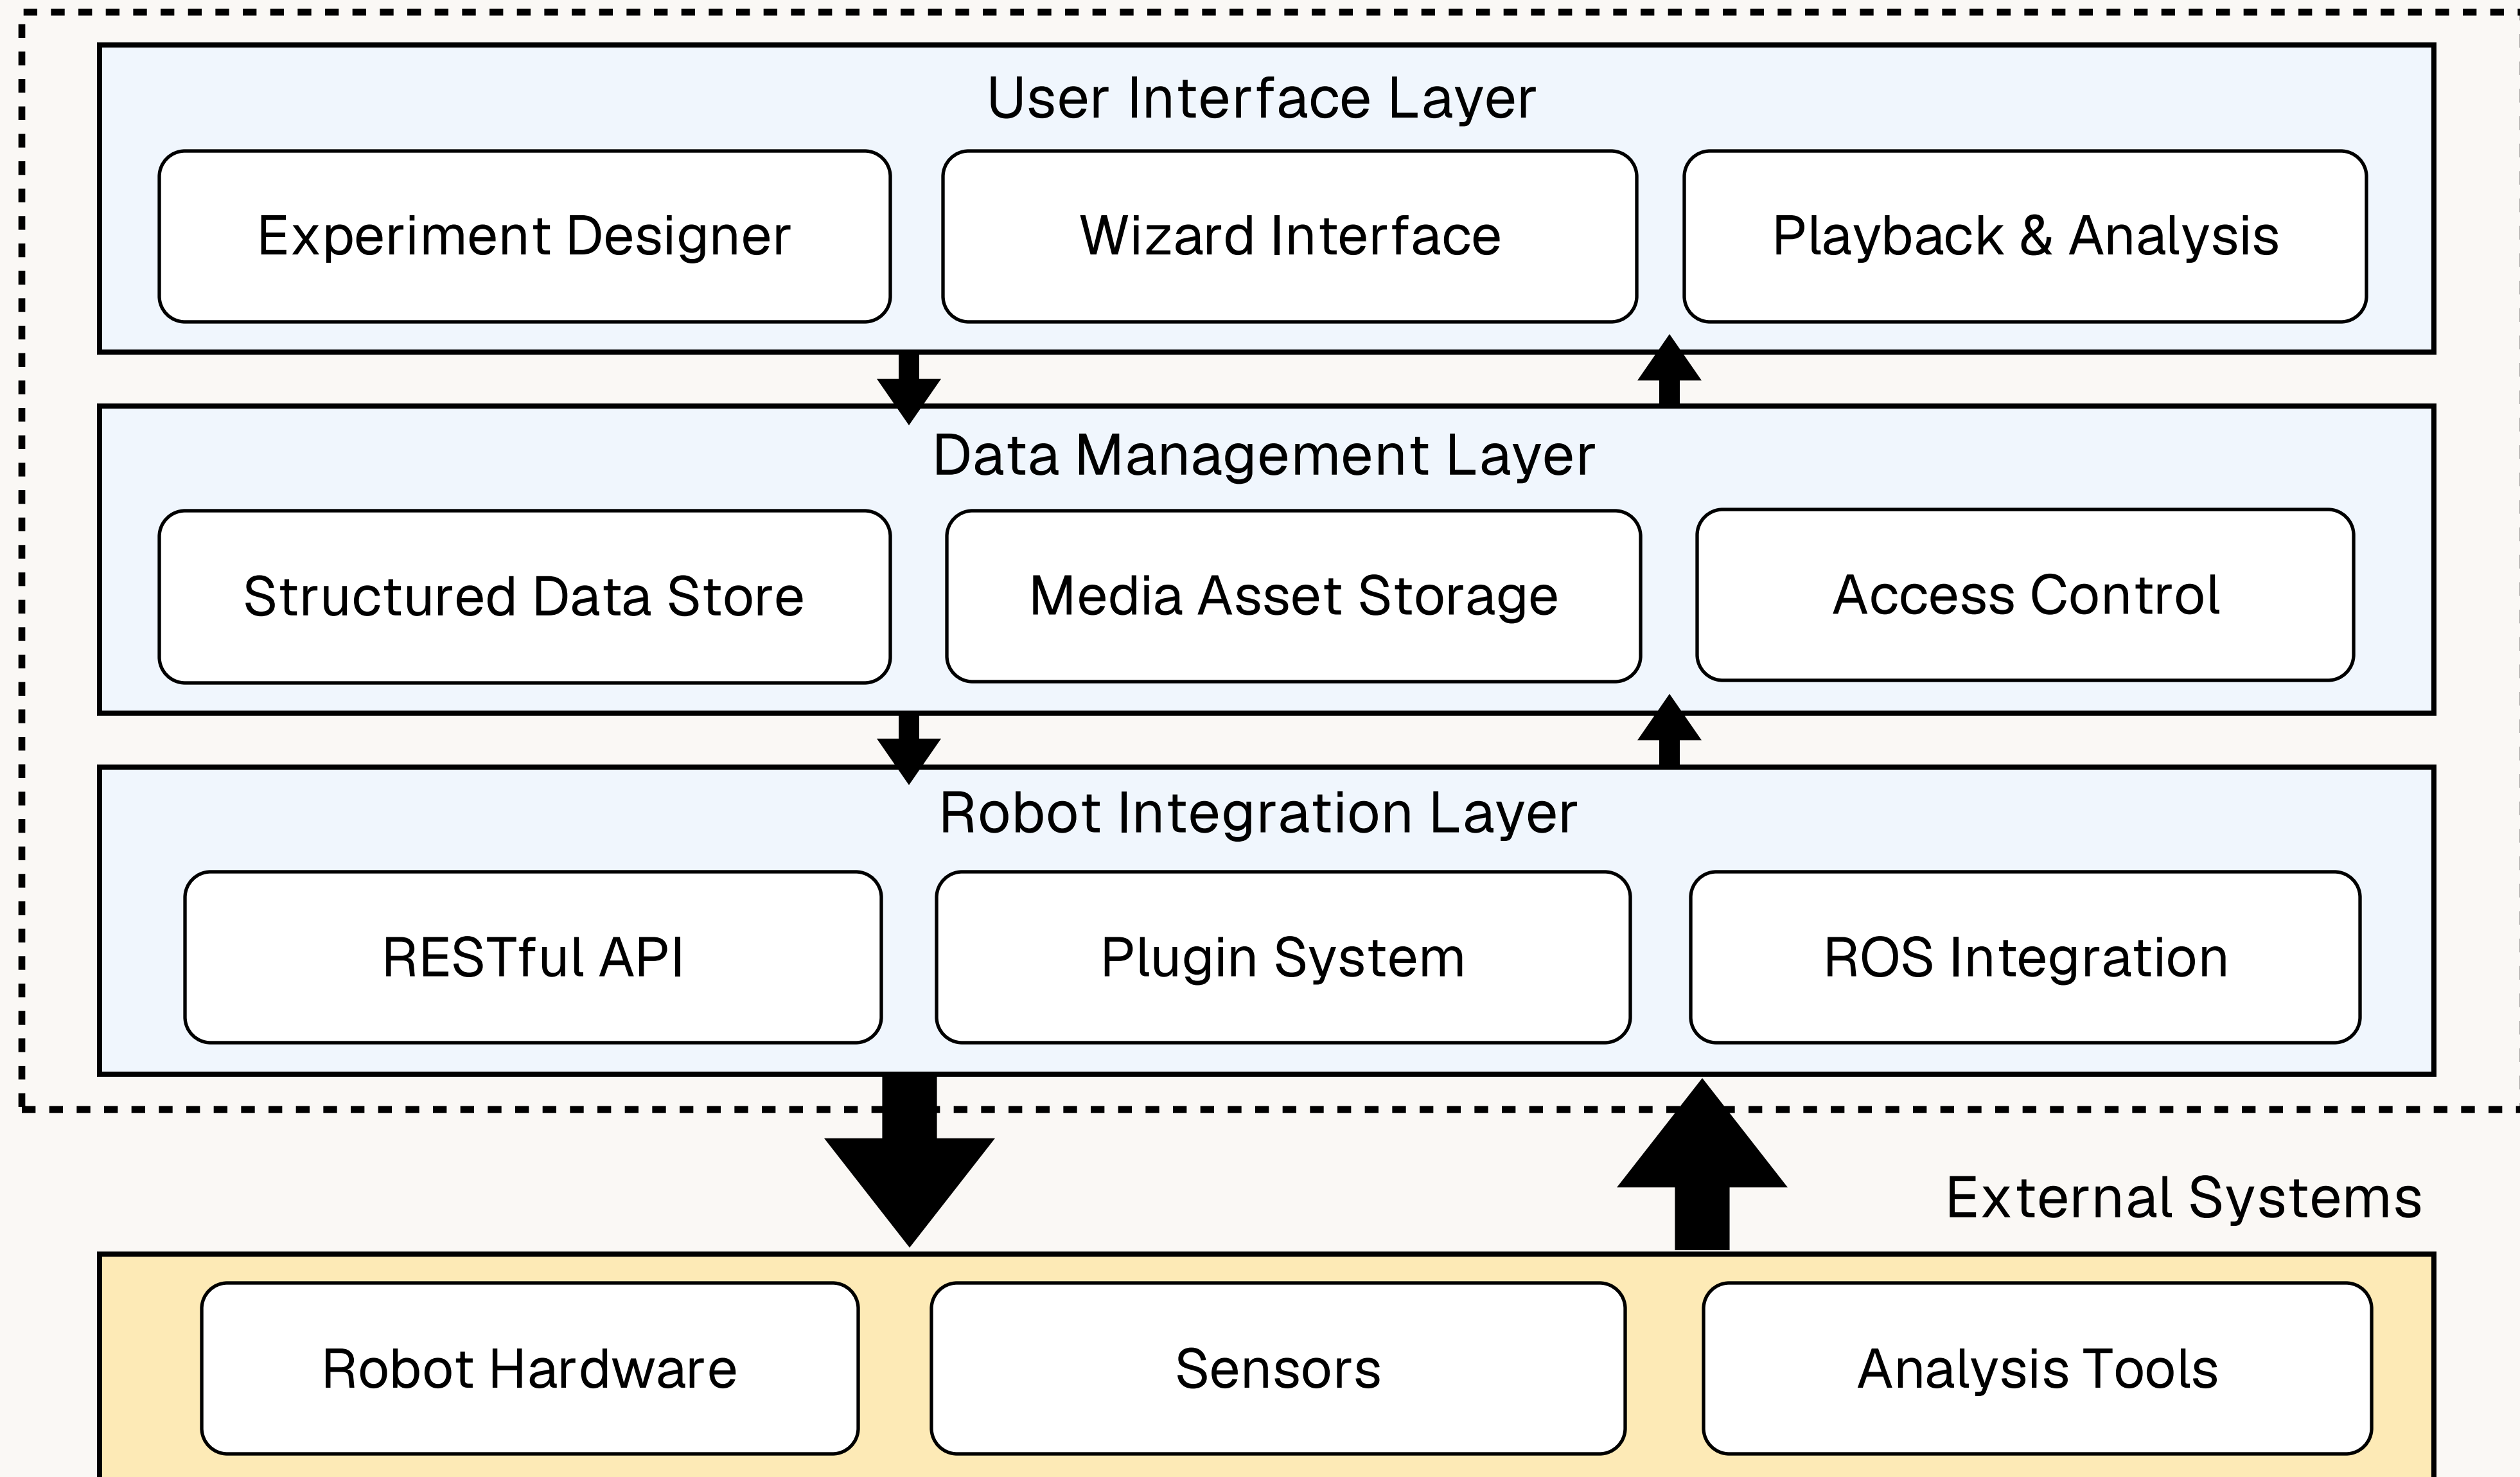 User Interface Layer
Experiment Designer
Wizard Interface
Playback & Analysis
Data Management Layer
Structured Data Store
Media Asset Storage
Access Control
Robot Integration Layer
RESTful API
Plugin System
ROS Integration
External Systems
Robot Hardware
Sensors
Analysis Tools